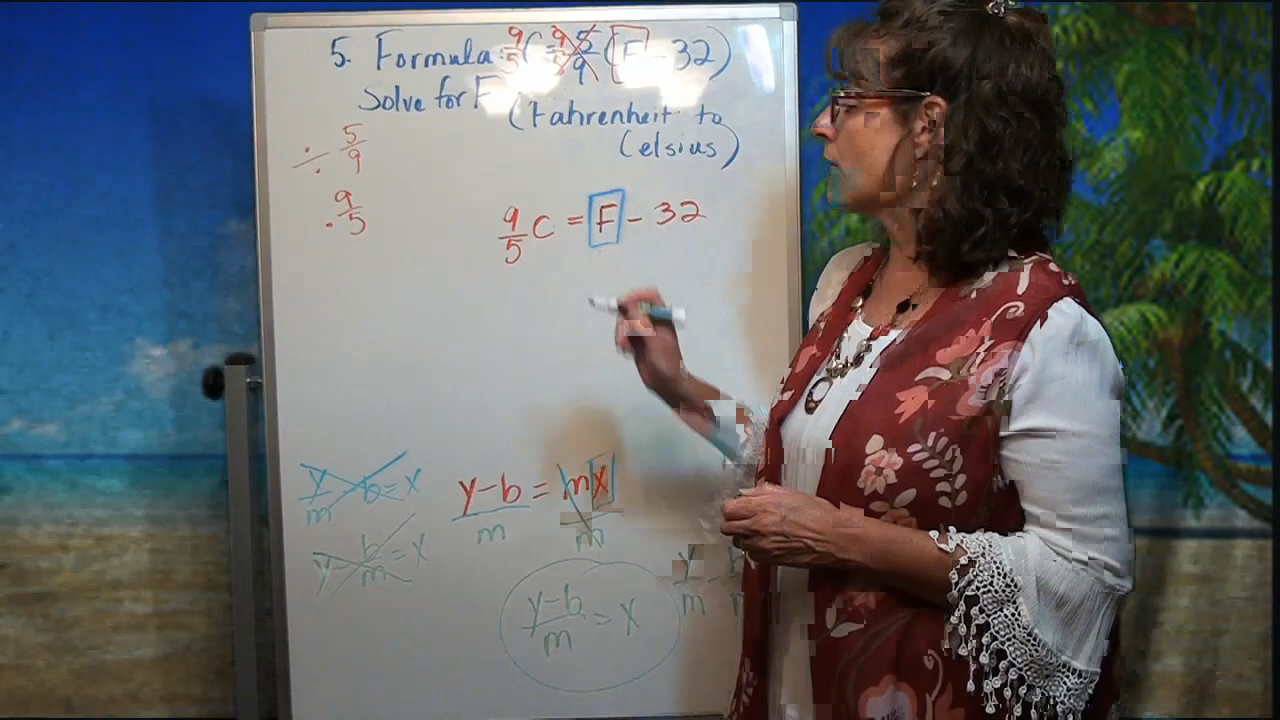 5. Formula: 9/5 C = 9/5 5/9 (F - 32)
Solve for F
(Fahrenheit to
Celsius)
÷ 5/9
· 9/5
9/5 C = F - 32
y/m - b = X
y - b/m = X
y-b/m = mX/m
y-b/m = X